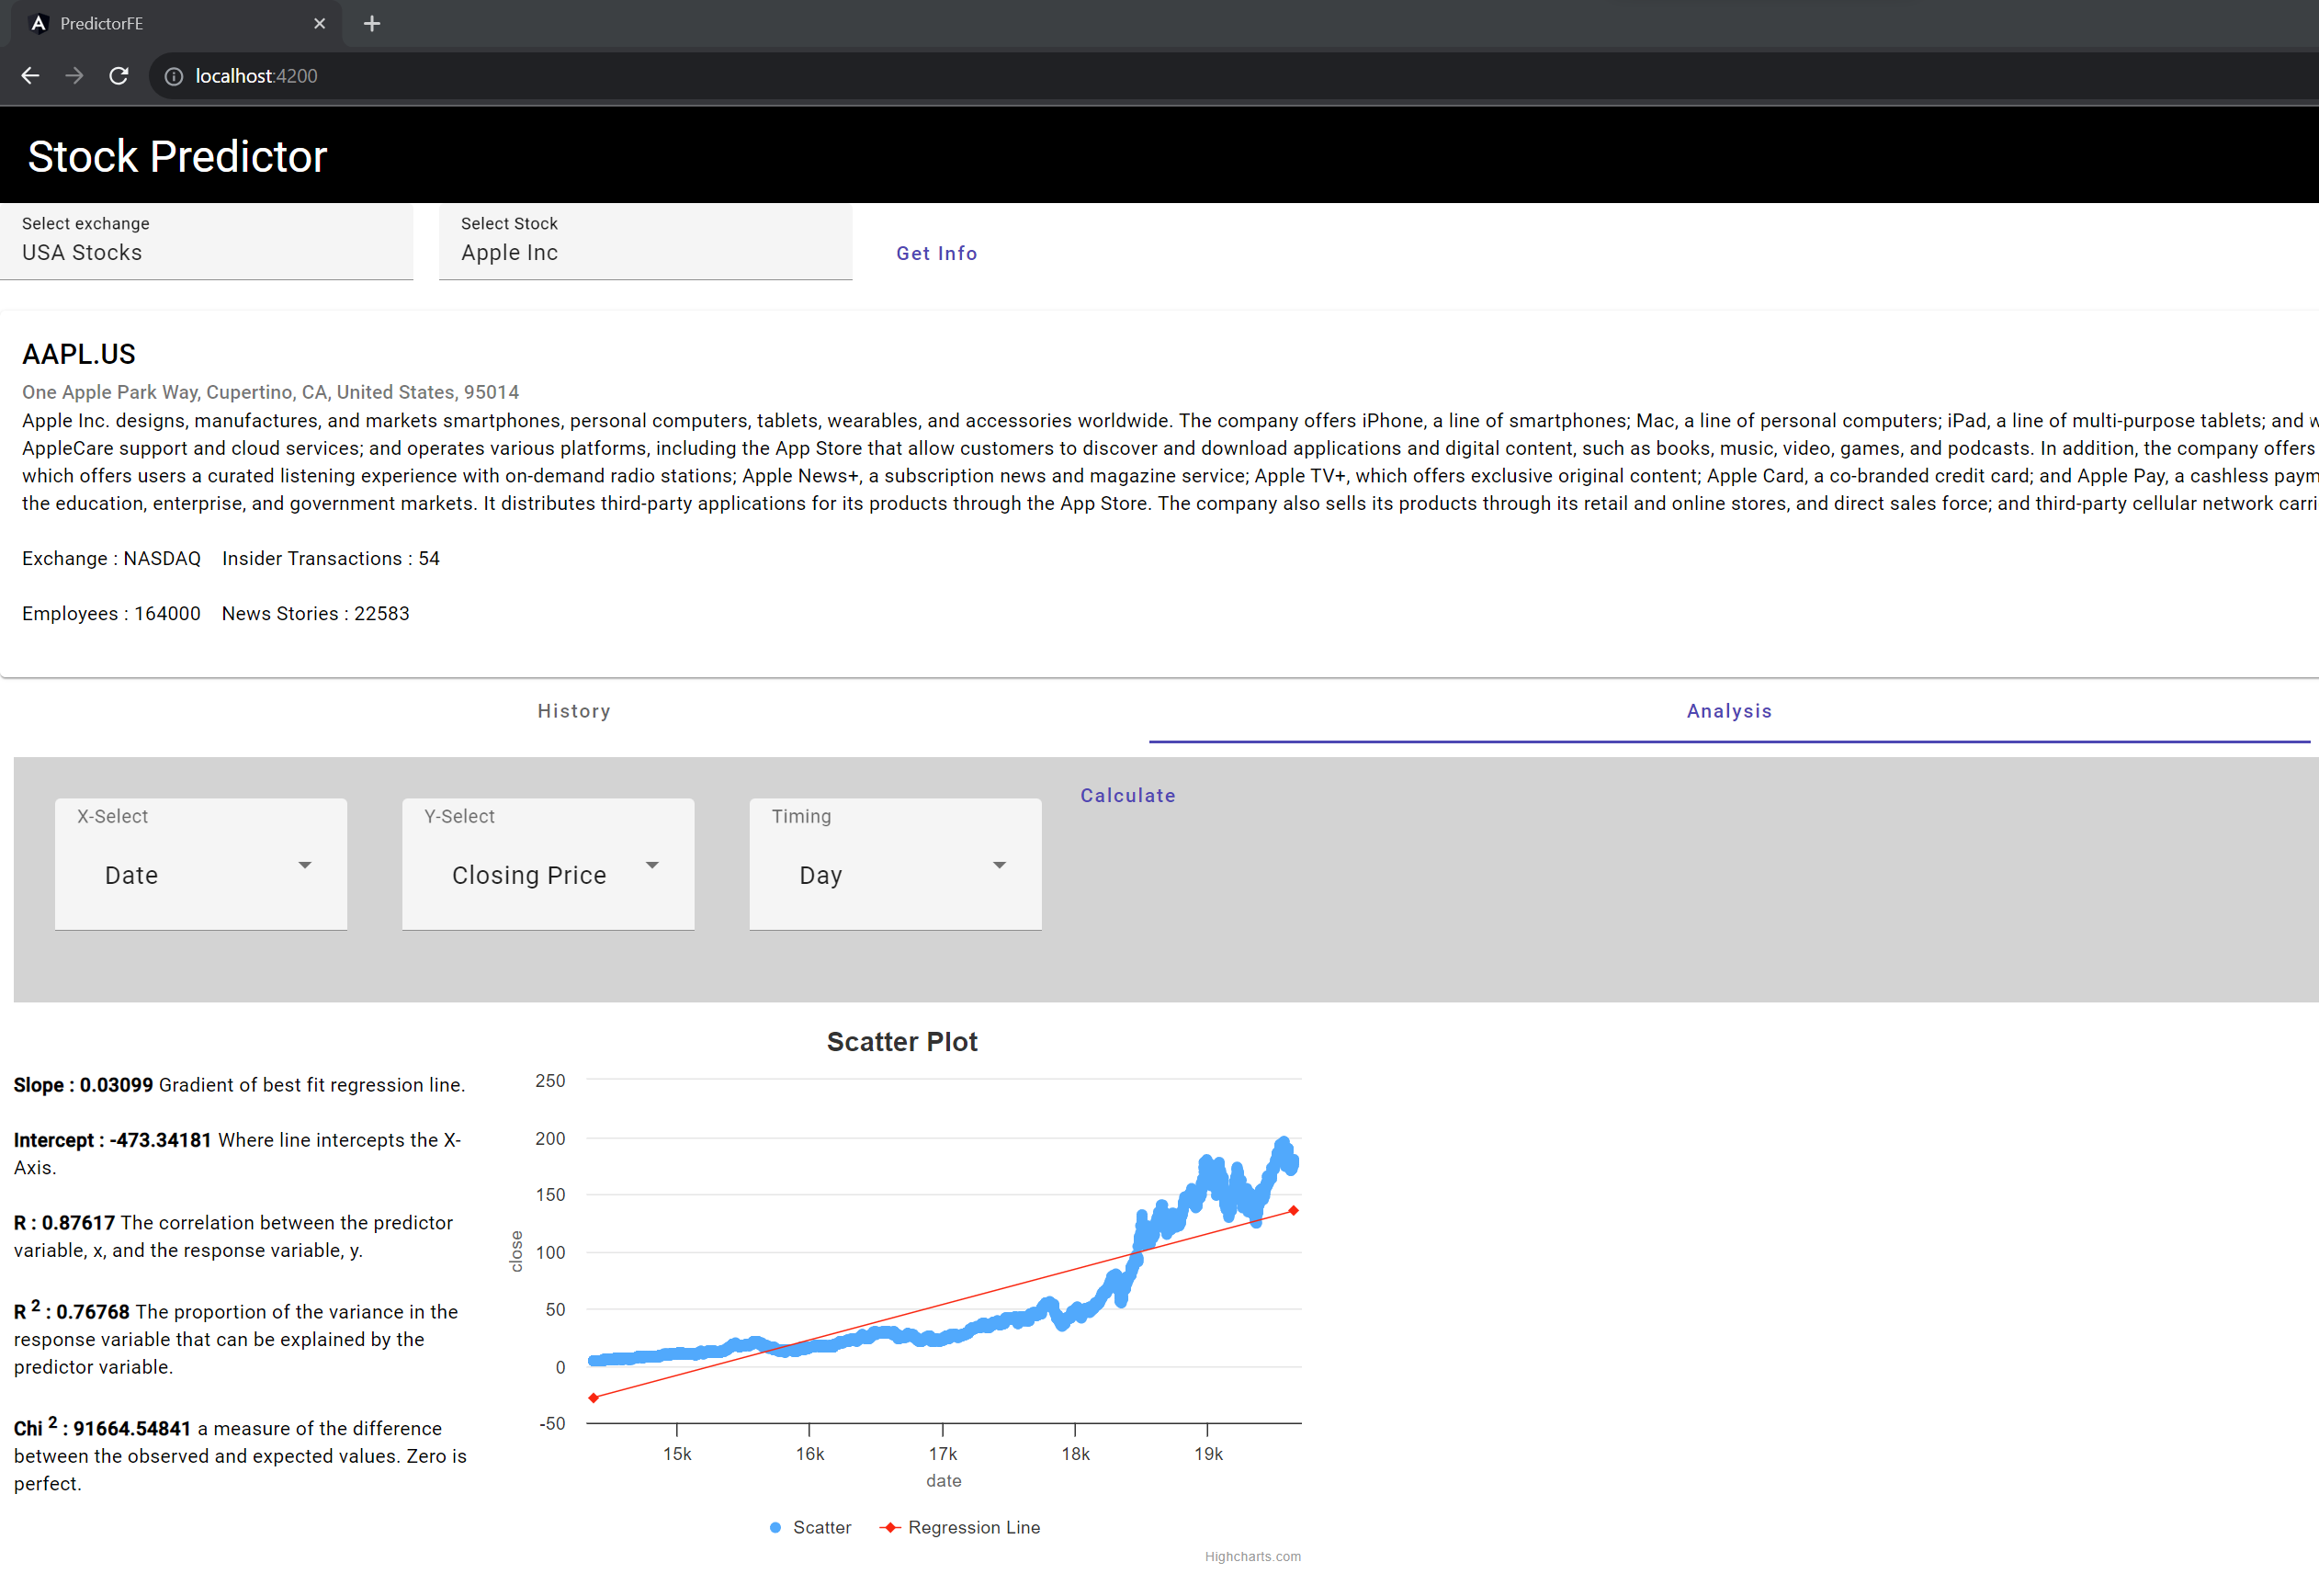 PredictorFE
localhost:4200
Stock Predictor
Select exchange
USA Stocks
Select Stock
Apple Inc
Get Info
AAPL.US
One Apple Park Way, Cupertino, CA, United States, 95014
Apple Inc. designs, manufactures, and markets smartphones, personal computers, tablets, wearables, and accessories worldwide. The company offers iPhone, a line of smartphones; Mac, a line of personal computers; iPad, a line of multi-purpose tablets; and
AppleCare support and cloud services; and operates various platforms, including the App Store that allow customers to discover and download applications and digital content, such as books, music, video, games, and podcasts. In addition, the company offers
which offers users a curated listening experience with on-demand radio stations; Apple News+, a subscription news and magazine service; Apple TV+, which offers exclusive original content; Apple Card, a co-branded credit card; and Apple Pay, a cashless
the education, enterprise, and government markets. It distributes third-party applications for its products through the App Store. The company also sells its products through its retail and online stores, and direct sales force; and third-party cellular network
Exchange : NASDAQ Insider Transactions : 54
Employees : 164000 News Stories : 22583
History
Analysis
X-Select
Date
Y-Select
Closing Price
Timing
Day
Calculate
Slope : 0.03099 Gradient of best fit regression line.
Intercept : -473.34181 Where line intercepts the X-
Axis.
R : 0.87617 The correlation between the predictor
variable, x, and the response variable, y.
R 2 : 0.76768 The proportion of the variance in the
response variable that can be explained by the
predictor variable.
Chi 2 : 91664.54841 a measure of the difference
between the observed and expected values. Zero is
perfect.
Scatter Plot
250
200
150
100
50
0
-50
close
15k
16k
17k
18k
19k
date
Scatter
Regression Line
Highcharts.com